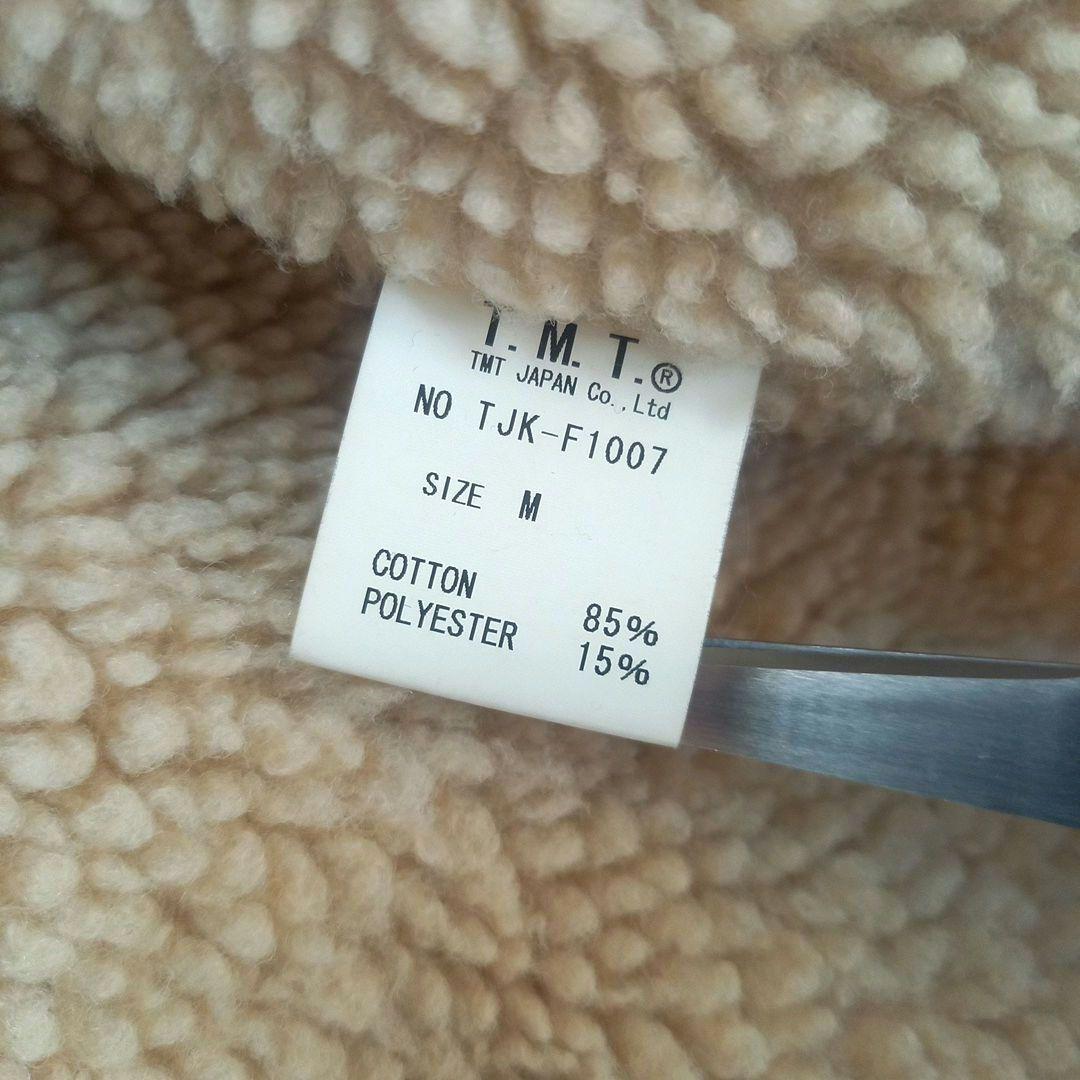 T. M. T.®
TMT JAPAN Co.,Ltd
NO TJK-F1007
SIZE M
COTTON 85%
POLYESTER 15%